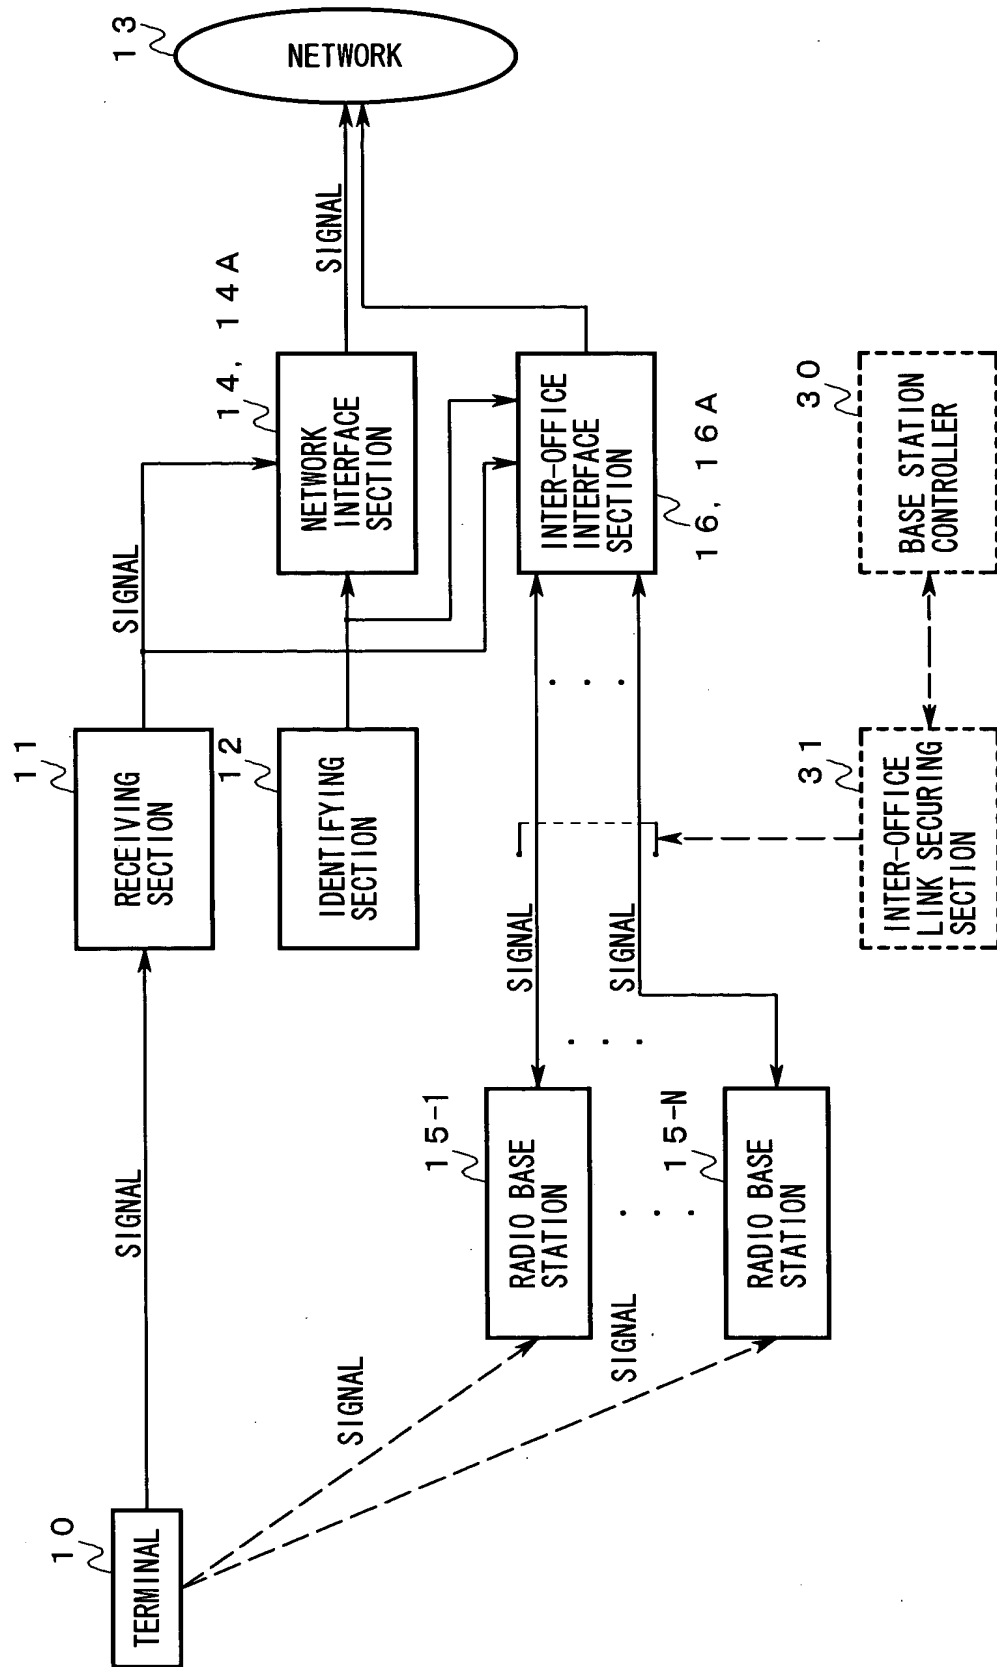 10
TERMINAL
SIGNAL
11
RECEIVING
SECTION
SIGNAL
12
IDENTIFYING
SECTION
14, 14A
NETWORK
INTERFACE
SECTION
SIGNAL
13
NETWORK
SIGNAL
15-1
RADIO BASE
STATION
SIGNAL
16, 16A
INTER-OFFICE
INTERFACE
SECTION
SIGNAL
15-N
RADIO BASE
STATION
SIGNAL
31
INTER-OFFICE
LINK SECURING
SECTION
30
BASE STATION
CONTROLLER